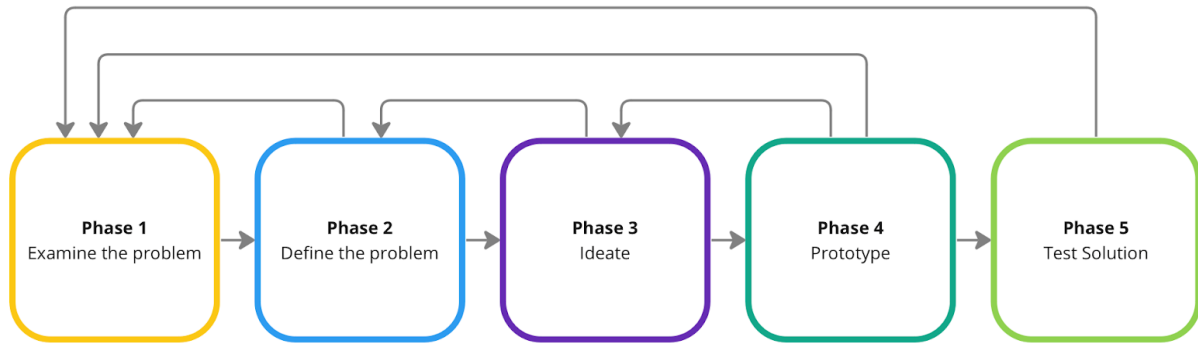 Phase 1
Examine the problem
Phase 2
Define the problem
Phase 3
Ideate
Phase 4
Prototype
Phase 5
Test Solution